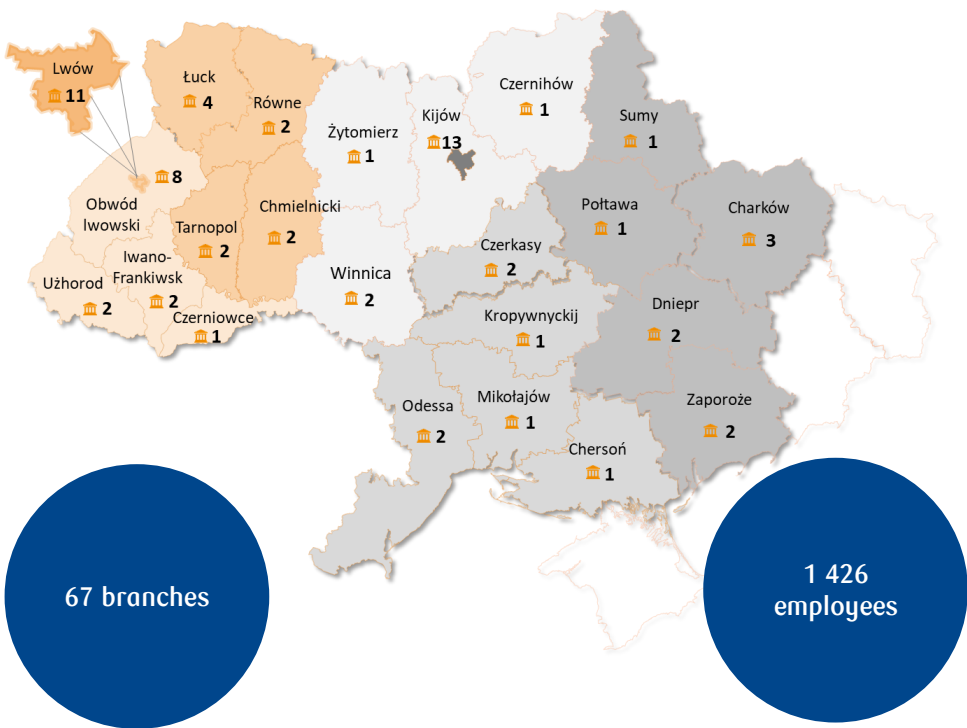 Lwów
11
Łuck
4
Równe
2
Żytomierz
1
Kijów
13
Czernihów
1
Sumy
1
8
Obwód
lwowski
Tarnopol
2
Chmielnicki
2
Połtawa
1
Charków
3
Użhorod
2
Iwano-
Frankiwsk
2
Czerniowce
1
Winnica
2
Czerkasy
2
Kropywnyckij
1
Dniepr
2
Odessa
2
Mikołajów
1
Chersoń
1
Zaporoże
2
67 branches
1 426
employees